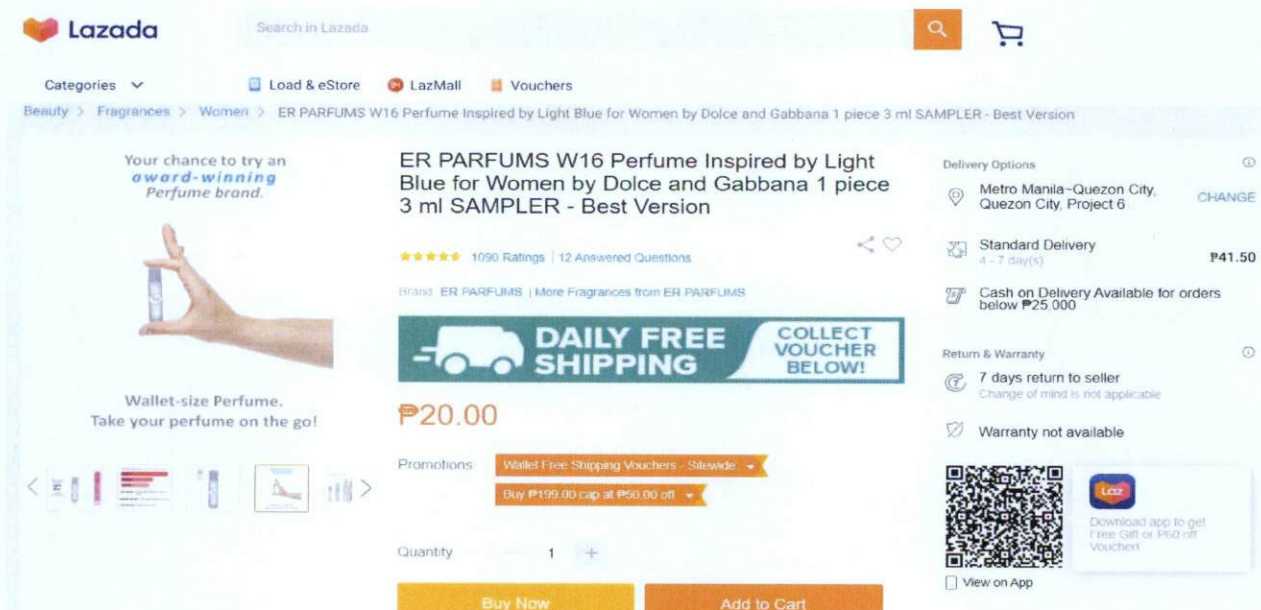 Lazada
Search in Lazada
Categories
Load & eStore
LazMall
Vouchers
Beauty > Fragrances > Women > ER PARFUMS W16 Perfume Inspired by Light Blue for Women by Dolce and Gabbana 1 piece 3 ml SAMPLER - Best Version
Your chance to try an
award-winning
Perfume brand.
Wallet-size Perfume.
Take your perfume on the go!
ER PARFUMS W16 Perfume Inspired by Light
Blue for Women by Dolce and Gabbana 1 piece
3 ml SAMPLER - Best Version
1090 Ratings | 12 Answered Questions
Brand: ER PARFUMS | More Fragrances from ER PARFUMS
DAILY FREE
SHIPPING
COLLECT
VOUCHER
BELOW!
₱20.00
Promotions
Wallet Free Shipping Vouchers - Sitewide
Buy ₱199.00 cap at ₱50.00 off
Quantity
1
Buy Now
Add to Cart
Delivery Options
Metro Manila~Quezon City,
Quezon City, Project 6
CHANGE
Standard Delivery
₱41.50
4 - 7 day(s)
Cash on Delivery Available for orders
below ₱25,000
Return & Warranty
7 days return to seller
Change of mind is not applicable
Warranty not available
Laz
Download app to get
Free Gift or P60 off
Voucher!
View on App